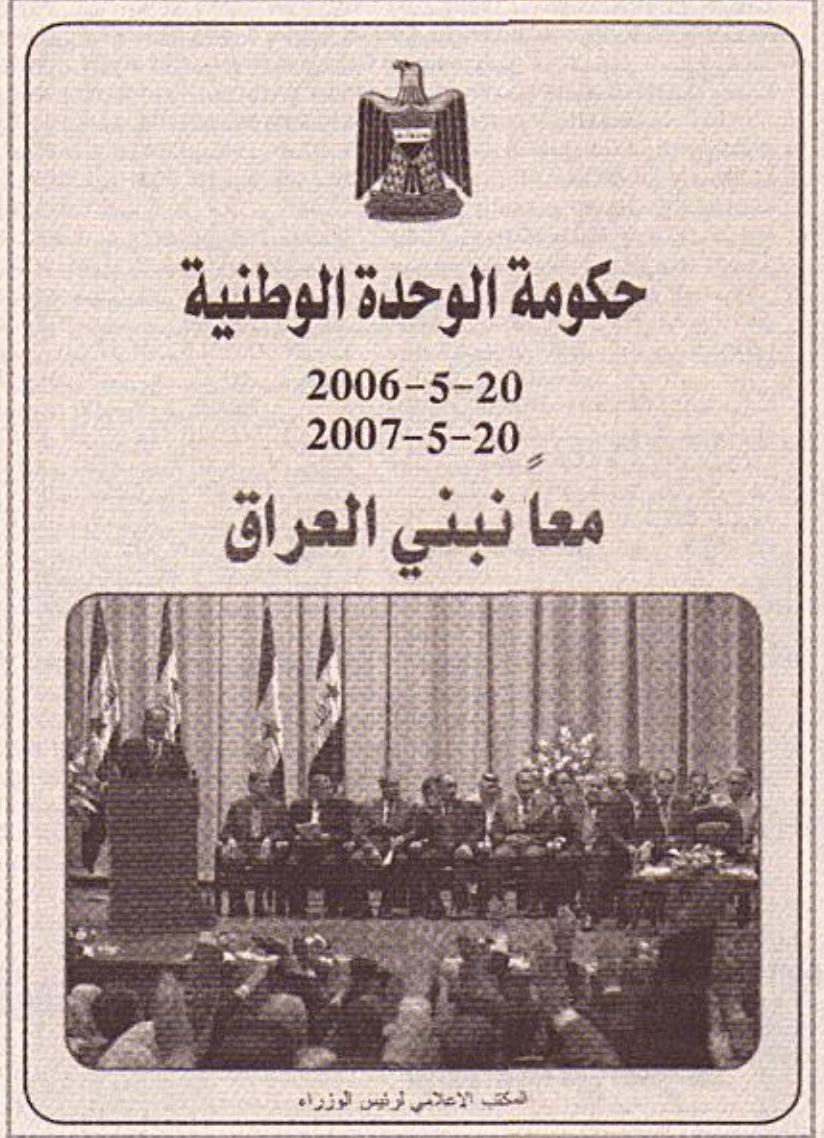 حكومة الوحدة الوطنية
2006-5-20
2007-5-20
معاً نبني العراق
المكتب الاعلامي لرئيس الوزراء